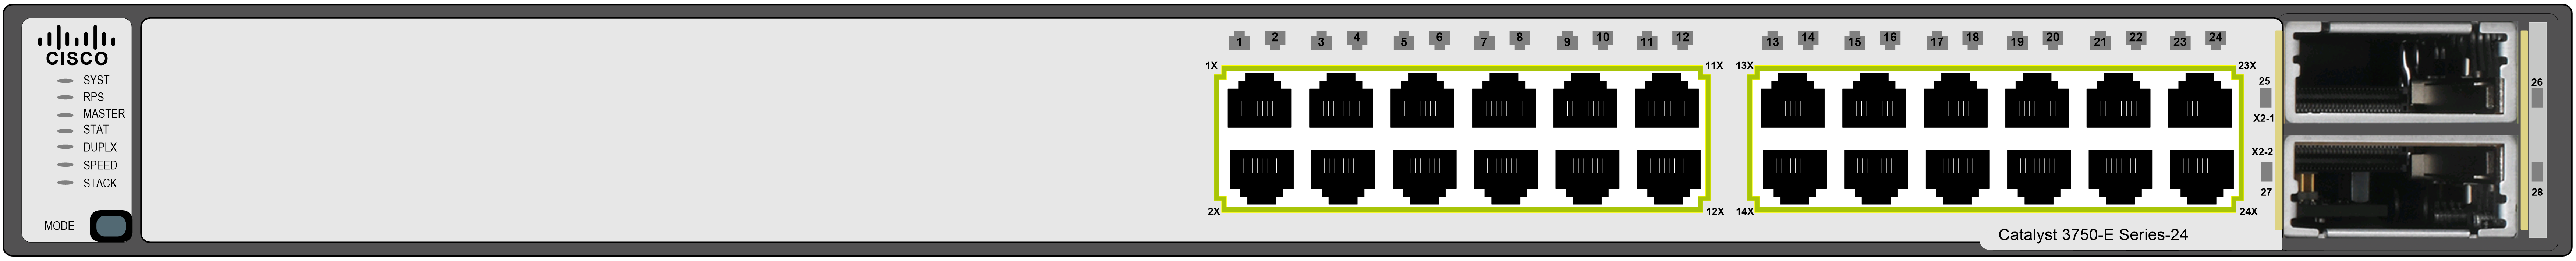 CISCO
SYST
RPS
MASTER
STAT
DUPLX
SPEED
STACK
MODE
1 2 3 4 5 6 7 8 9 10 11 12 13 14 15 16 17 18 19 20 21 22 23 24
1X 11X 13X 23X
25 26
X2-1
X2-2
27 28
2X 12X 14X 24X
Catalyst 3750-E Series-24